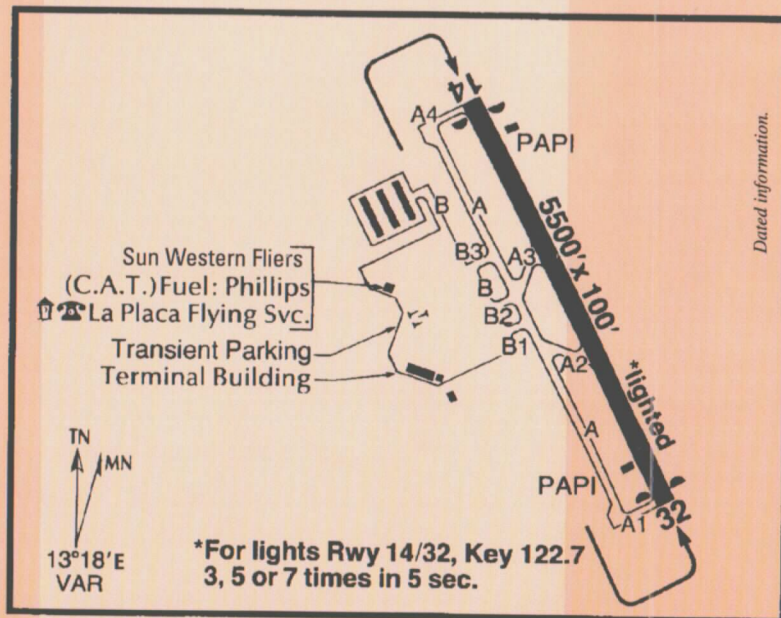 14
A4
PAPI
Dated information.
B
A
5500' x 100'
Sun Western Fliers
(C.A.T.) Fuel: Phillips
La Placa Flying Svc.
Transient Parking
Terminal Building
B3
A3
B
B2
B1
A2
*lighted
A
PAPI
A1
32
TN
MN
13°18'E
VAR
*For lights Rwy 14/32, Key 122.7
3, 5 or 7 times in 5 sec.